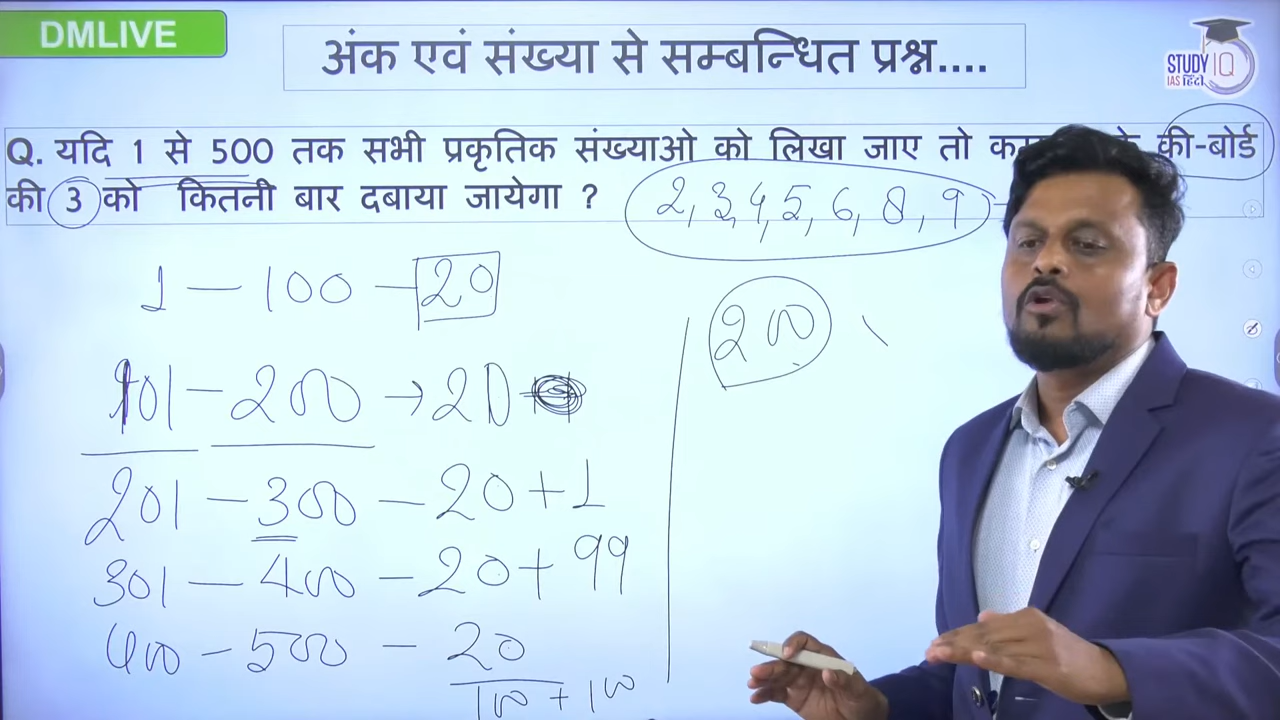 DMLIVE
अंक एवं संख्या से सम्बन्धित प्रश्न....
STUDY IQ
IAS हिंदी
Q. यदि 1 से 500 तक सभी प्रकृतिक संख्याओ को लिखा जाए तो की-बोर्ड
की 3 को कितनी बार दबाया जायेगा ?
2, 3, 4, 5, 6, 8, 9
1 — 100 — 20
200
101 — 200 → 20
201 — 300 — 20 + 1
301 — 400 — 20 + 99
400 — 500 — 20
100 + 100